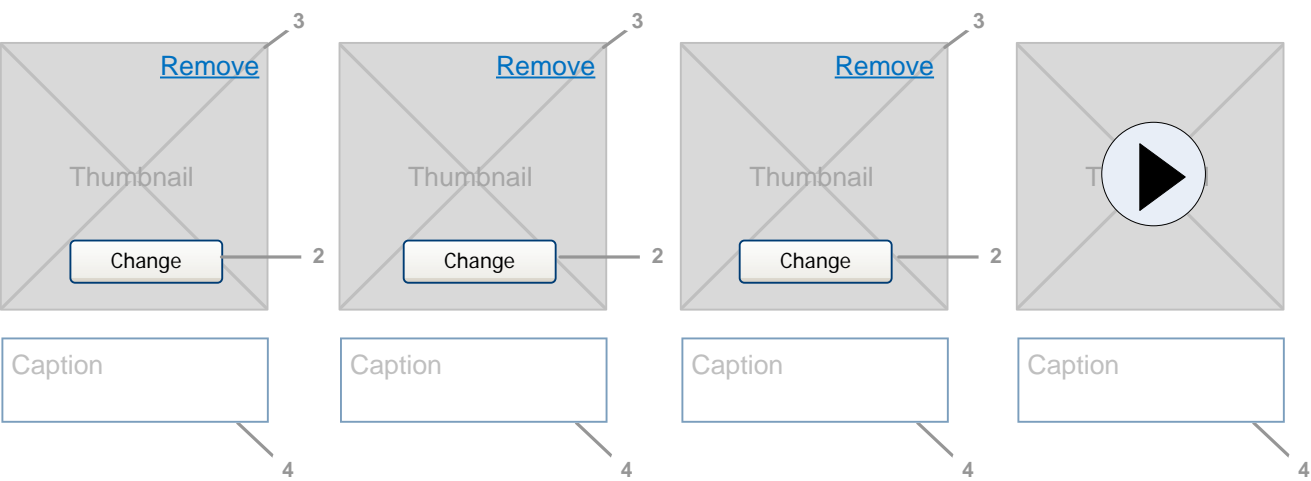 3 3 3
Remove Remove Remove
Thumbnail Thumbnail Thumbnail T
Change 2 Change 2 Change 2
Caption Caption Caption Caption
4 4 4 4